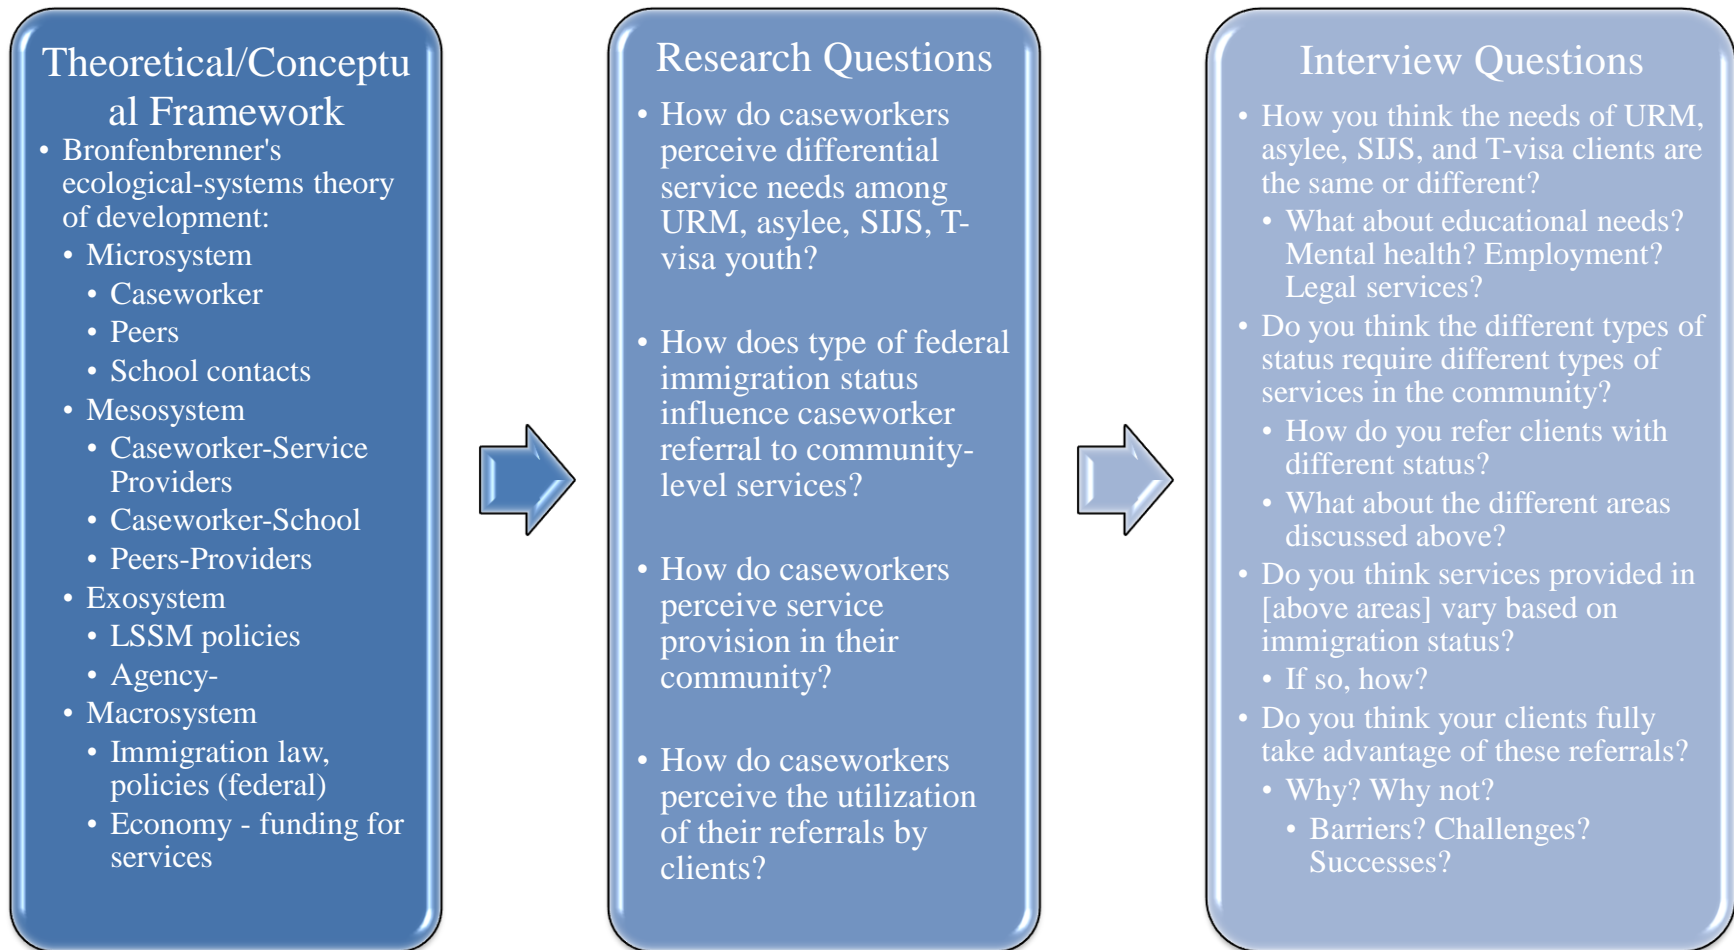 Theoretical/Conceptu
al Framework
• Bronfenbrenner's
ecological-systems theory
of development:
• Microsystem
• Caseworker
• Peers
• School contacts
• Mesosystem
• Caseworker-Service
Providers
• Caseworker-School
• Peers-Providers
• Exosystem
• LSSM policies
• Agency-
• Macrosystem
• Immigration law,
policies (federal)
• Economy - funding for
services
Research Questions
• How do caseworkers
perceive differential
service needs among
URM, asylee, SIJS, T-
visa youth?
• How does type of federal
immigration status
influence caseworker
referral to community-
level services?
• How do caseworkers
perceive service
provision in their
community?
• How do caseworkers
perceive the utilization
of their referrals by
clients?
Interview Questions
• How you think the needs of URM,
asylee, SIJS, and T-visa clients are
the same or different?
• What about educational needs?
Mental health? Employment?
Legal services?
• Do you think the different types of
status require different types of
services in the community?
• How do you refer clients with
different status?
• What about the different areas
discussed above?
• Do you think services provided in
[above areas] vary based on
immigration status?
• If so, how?
• Do you think your clients fully
take advantage of these referrals?
• Why? Why not?
• Barriers? Challenges?
Successes?